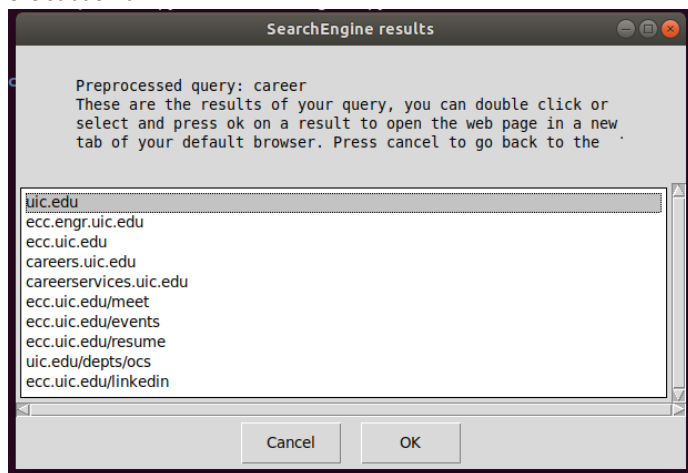 SearchEngine results
Preprocessed query: career
These are the results of your query, you can double click or
select and press ok on a result to open the web page in a new
tab of your default browser. Press cancel to go back to the
uic.edu
ecc.engr.uic.edu
ecc.uic.edu
careers.uic.edu
careerservices.uic.edu
ecc.uic.edu/meet
ecc.uic.edu/events
ecc.uic.edu/resume
uic.edu/depts/ocs
ecc.uic.edu/linkedin
Cancel
OK